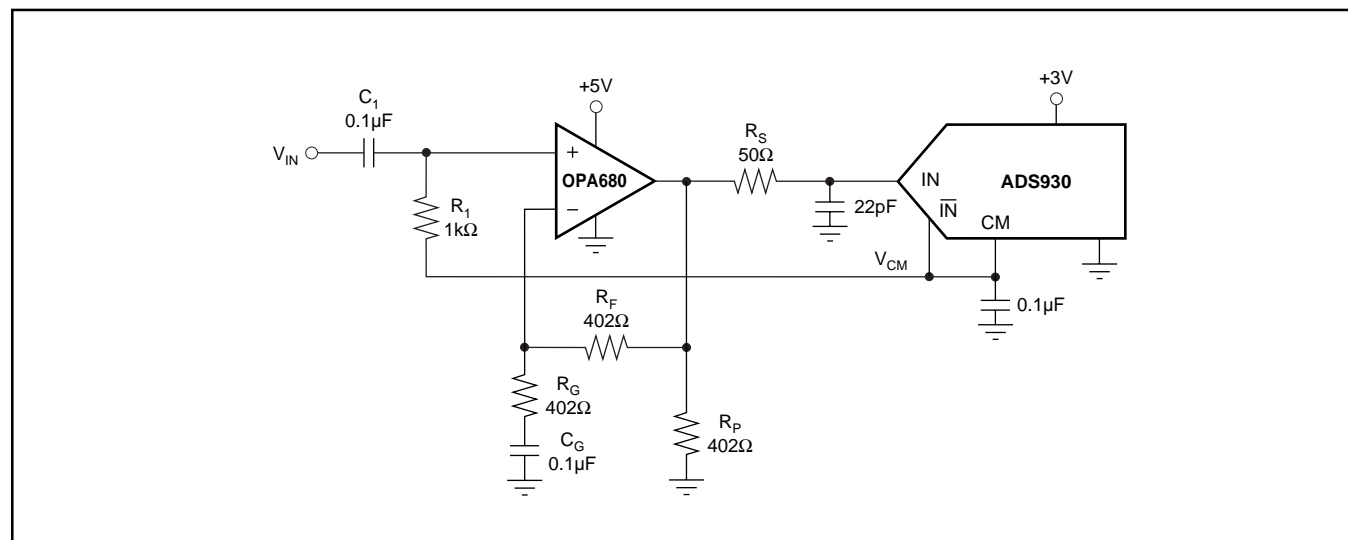 +5V
+3V
C1
0.1µF
VIN
RS
50Ω
+
OPA680
−
IN
ADS930
IN̅
CM
22pF
R1
1kΩ
VCM
0.1µF
RF
402Ω
RG
402Ω
RP
402Ω
CG
0.1µF